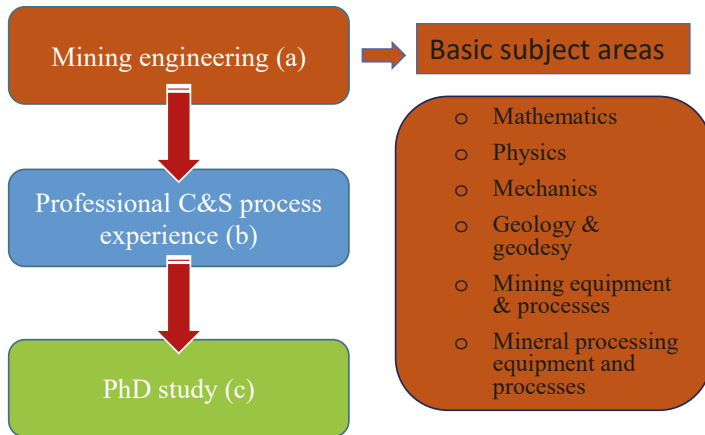 Mining engineering (a)
Basic subject areas
Professional C&S process
experience (b)
PhD study (c)
o Mathematics
o Physics
o Mechanics
o Geology &
geodesy
o Mining equipment
& processes
o Mineral processing
equipment and
processes